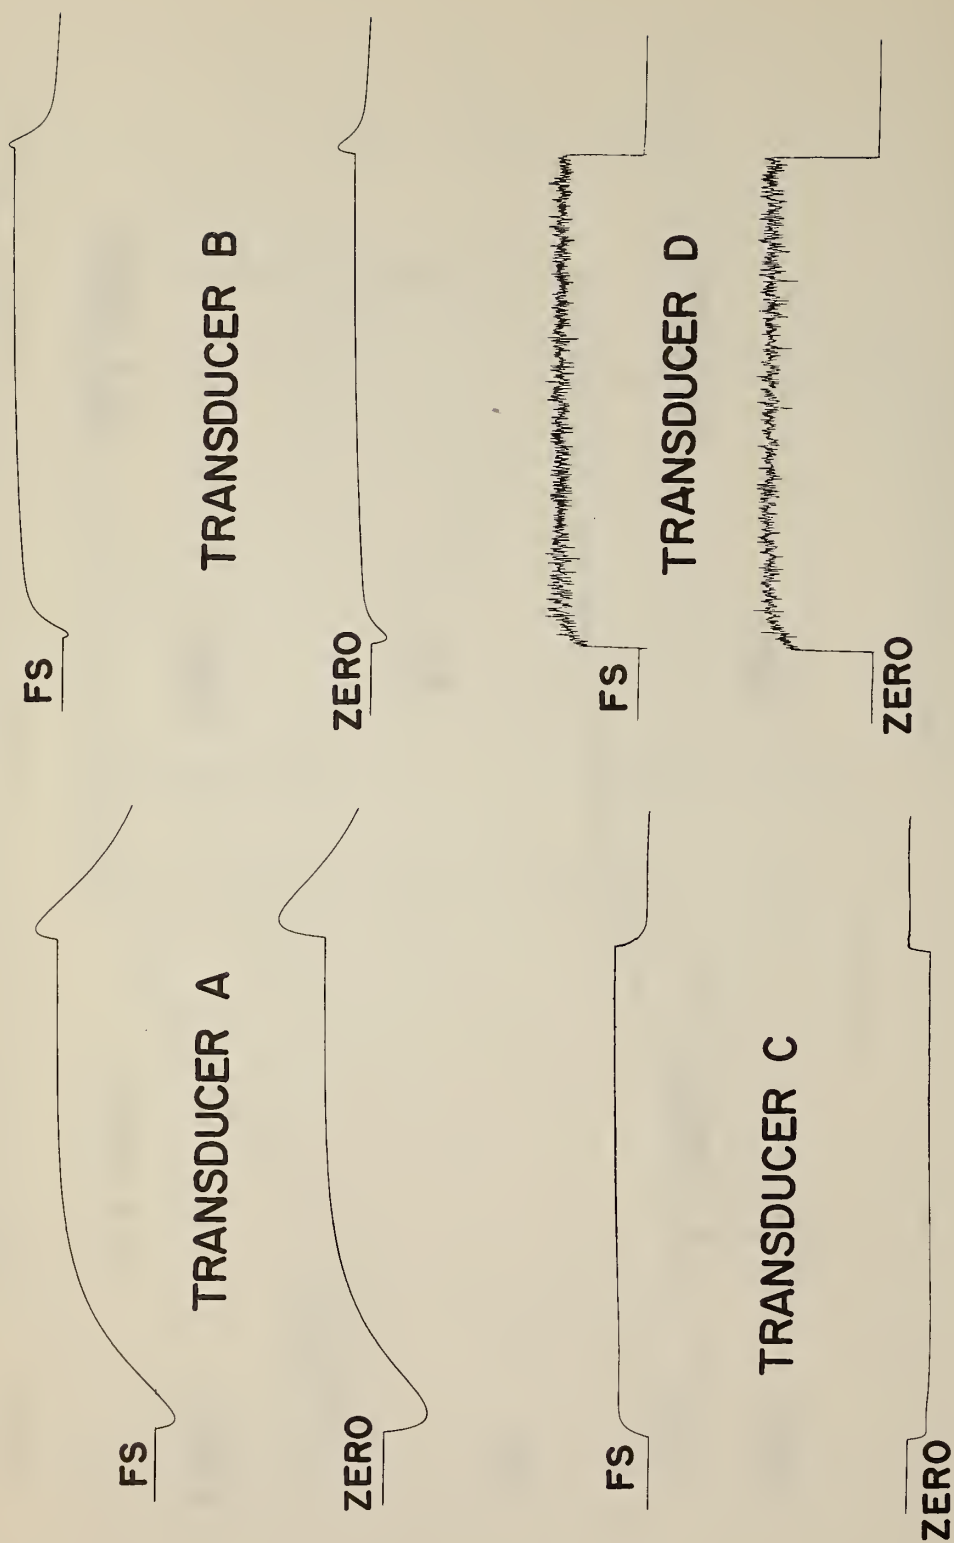 FS
TRANSDUCER A
ZERO
FS
TRANSDUCER B
ZERO
FS
TRANSDUCER C
ZERO
FS
TRANSDUCER D
ZERO